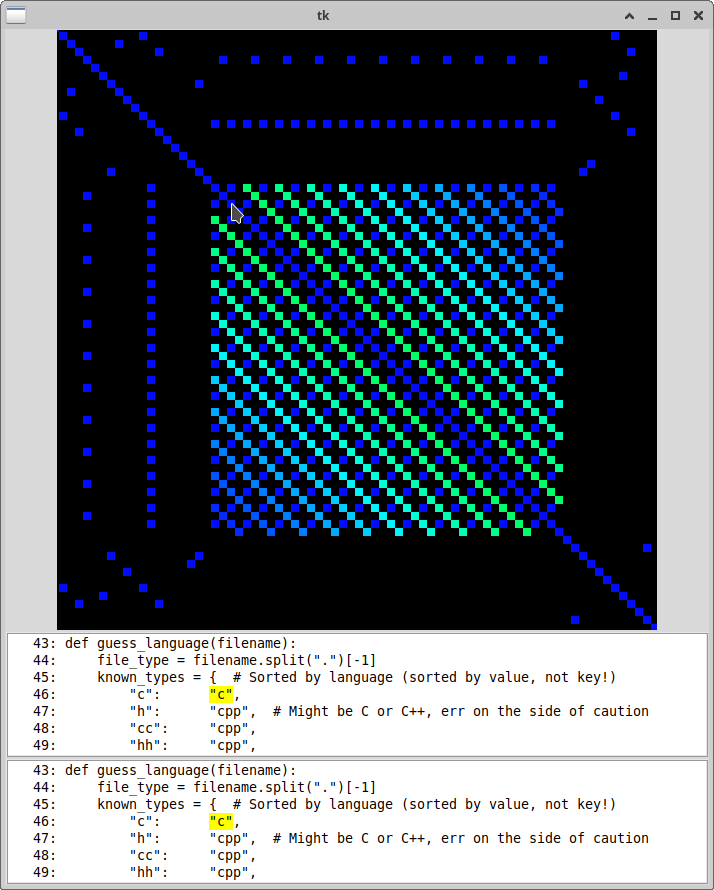 tk
43: def guess_language(filename):
44:     file_type = filename.split(".")[-1]
45:     known_types = {  # Sorted by language (sorted by value, not key!)
46:         "c":      "c",
47:         "h":      "cpp",  # Might be C or C++, err on the side of caution
48:         "cc":     "cpp",
49:         "hh":     "cpp",
43: def guess_language(filename):
44:     file_type = filename.split(".")[-1]
45:     known_types = {  # Sorted by language (sorted by value, not key!)
46:         "c":      "c",
47:         "h":      "cpp",  # Might be C or C++, err on the side of caution
48:         "cc":     "cpp",
49:         "hh":     "cpp",